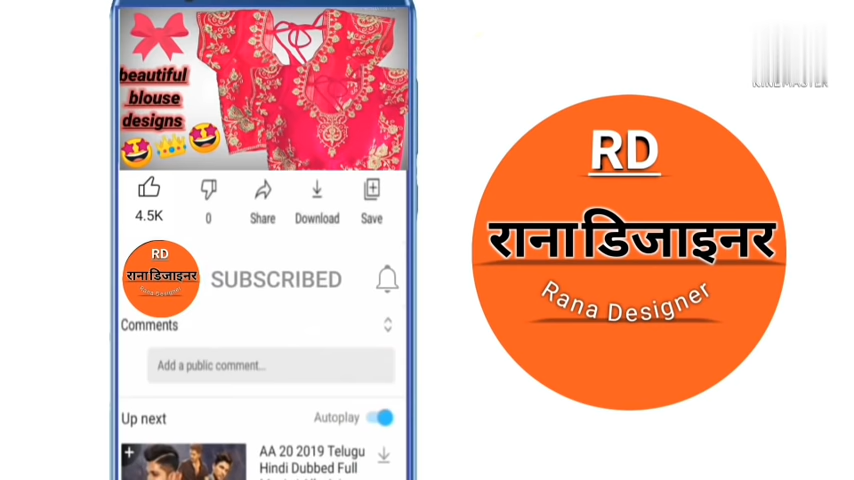 beautiful
blouse
designs
4.5K
0
Share
Download
Save
RD
राना डिजाइनर
SUBSCRIBED
Comments
Add a public comment...
Up next
Autoplay
AA 20 2019 Telugu
Hindi Dubbed Full
KINEMASTER
RD
राना डिजाइनर
Rana Designer